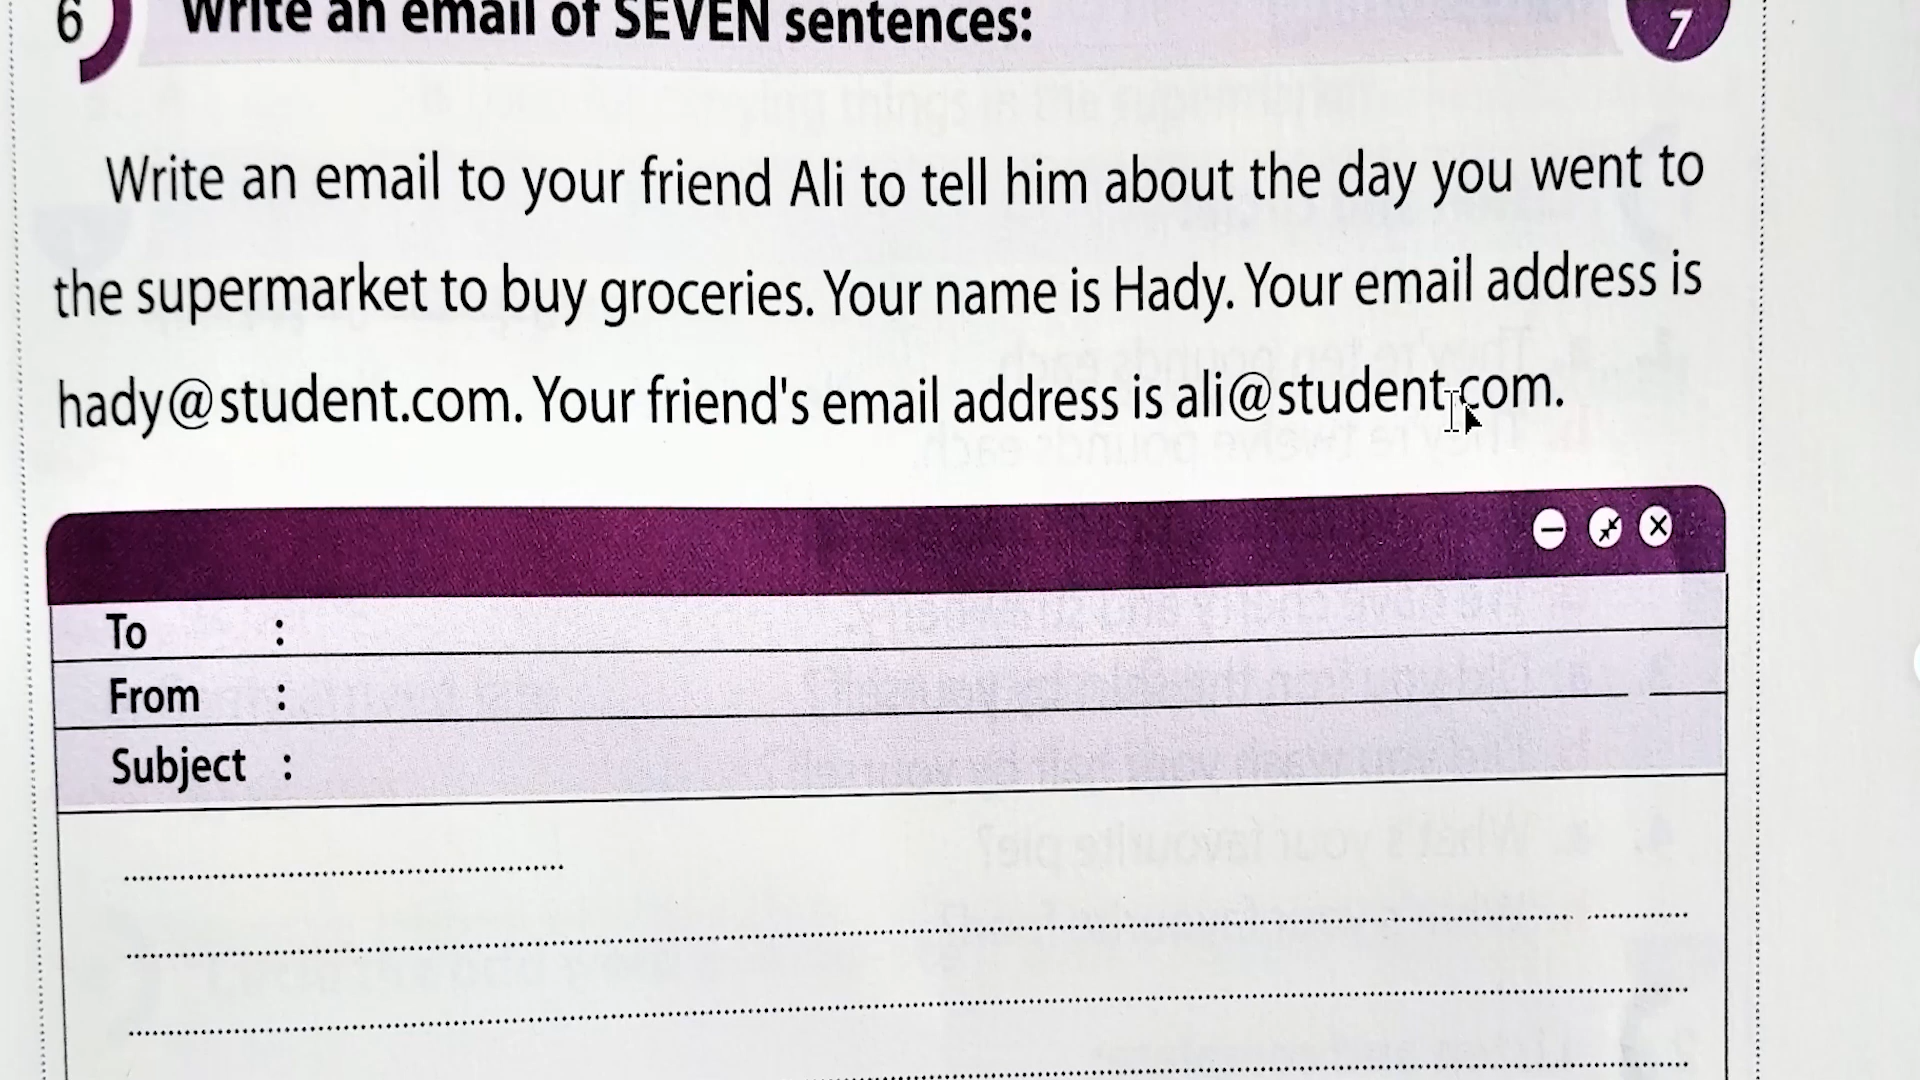 6 Write an email of SEVEN sentences: 7
Write an email to your friend Ali to tell him about the day you went to
the supermarket to buy groceries. Your name is Hady. Your email address is
hady@student.com. Your friend's email address is ali@student.com.
To :
From :
Subject :